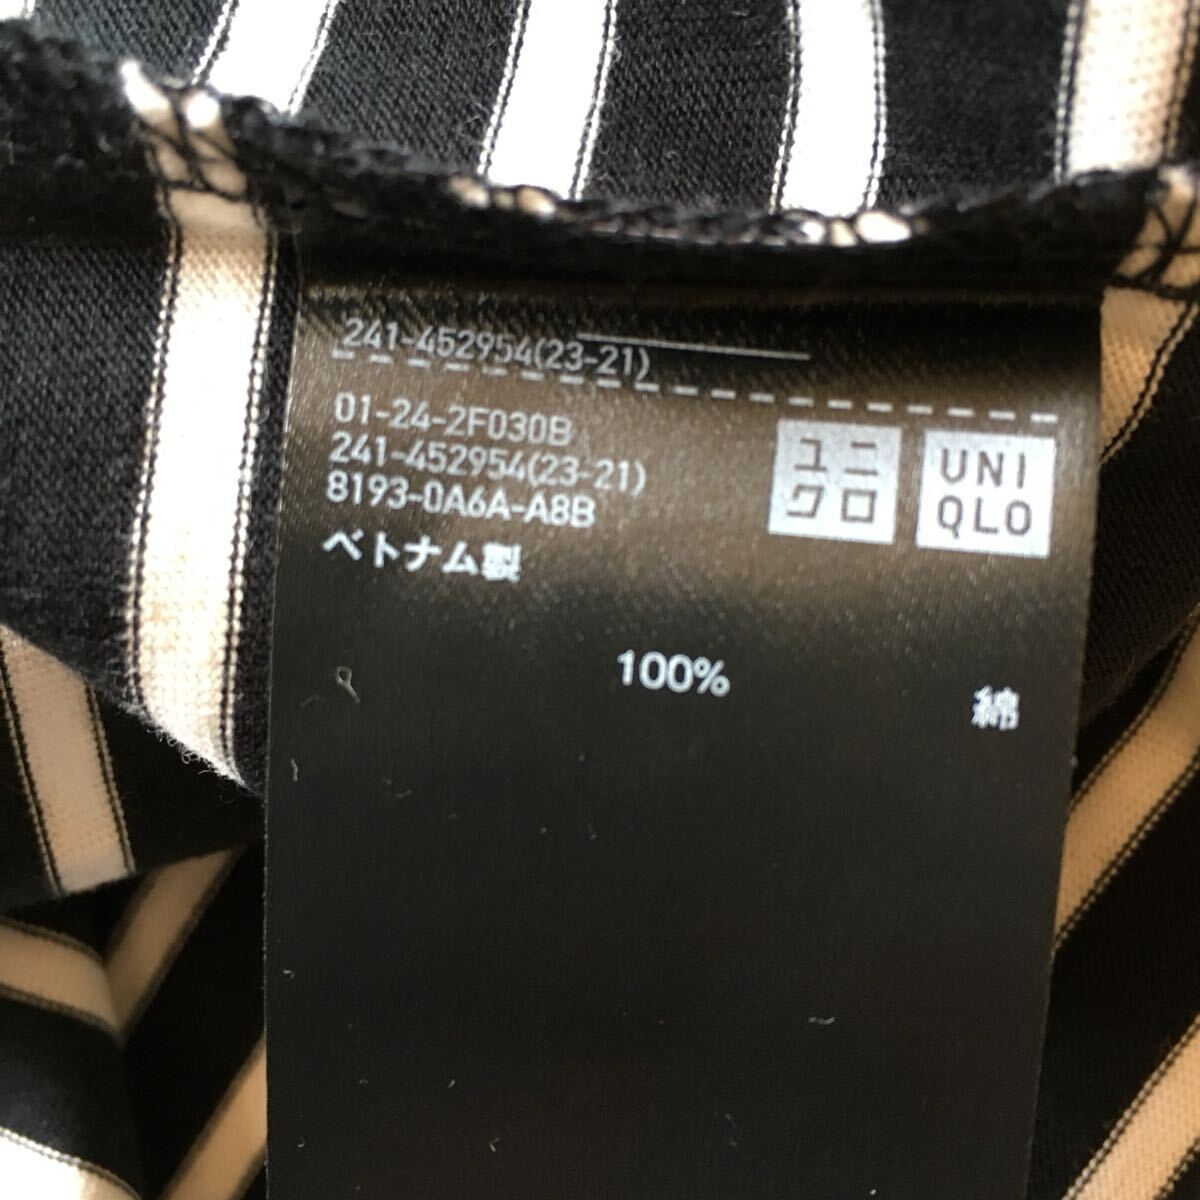 241-452954(23-21)
01-24-2F030B
241-452954(23-21)
8193-0A6A-A8B
ベトナム製
ユニ
クロ
UNI
QLO
100%
綿